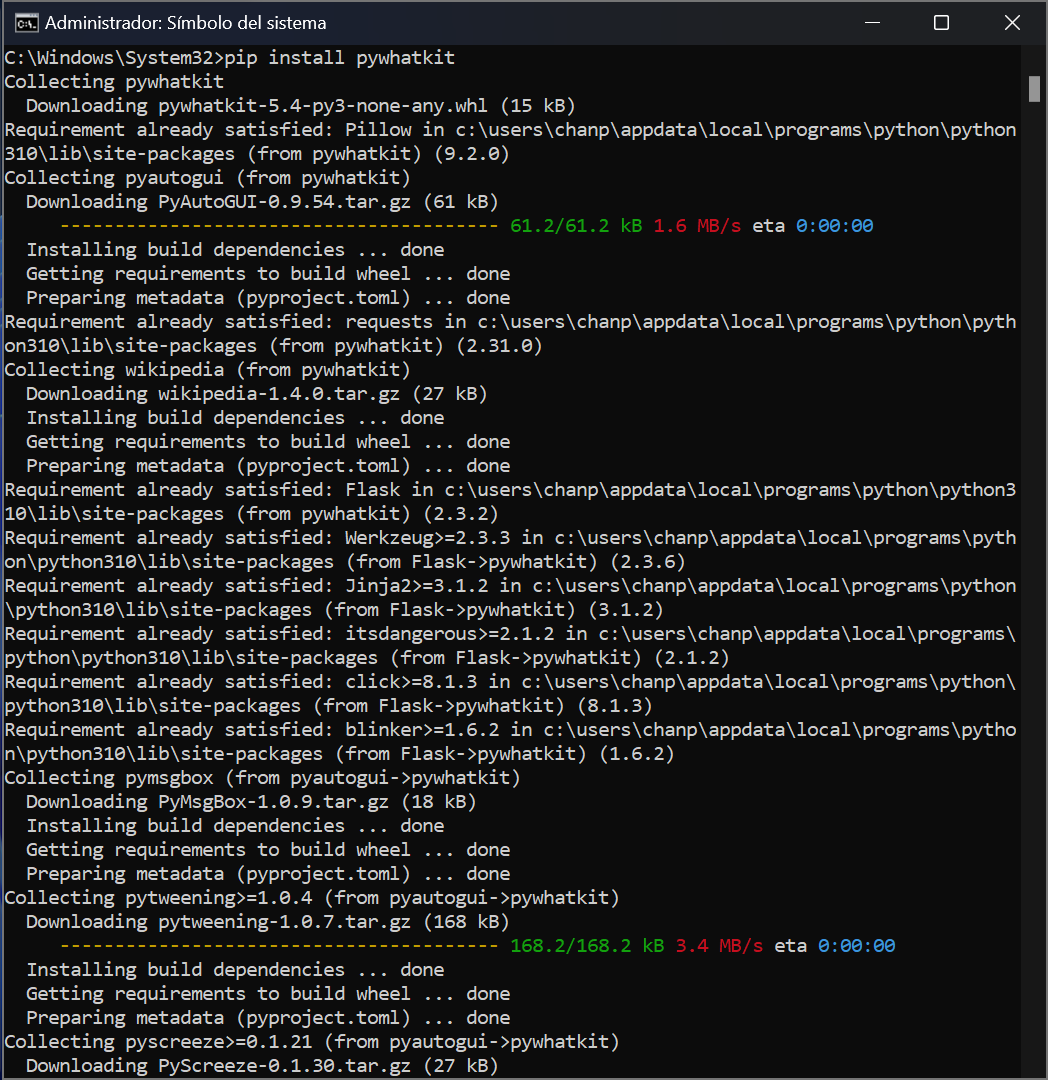 Administrador: Símbolo del sistema
C:\Windows\System32>pip install pywhatkit
Collecting pywhatkit
  Downloading pywhatkit-5.4-py3-none-any.whl (15 kB)
Requirement already satisfied: Pillow in c:\users\chanp\appdata\local\programs\python\python
310\lib\site-packages (from pywhatkit) (9.2.0)
Collecting pyautogui (from pywhatkit)
  Downloading PyAutoGUI-0.9.54.tar.gz (61 kB)
     ---------------------------------------- 61.2/61.2 kB 1.6 MB/s eta 0:00:00
  Installing build dependencies ... done
  Getting requirements to build wheel ... done
  Preparing metadata (pyproject.toml) ... done
Requirement already satisfied: requests in c:\users\chanp\appdata\local\programs\python\pyth
on310\lib\site-packages (from pywhatkit) (2.31.0)
Collecting wikipedia (from pywhatkit)
  Downloading wikipedia-1.4.0.tar.gz (27 kB)
  Installing build dependencies ... done
  Getting requirements to build wheel ... done
  Preparing metadata (pyproject.toml) ... done
Requirement already satisfied: Flask in c:\users\chanp\appdata\local\programs\python\python3
10\lib\site-packages (from pywhatkit) (2.3.2)
Requirement already satisfied: Werkzeug>=2.3.3 in c:\users\chanp\appdata\local\programs\pyth
on\python310\lib\site-packages (from Flask->pywhatkit) (2.3.6)
Requirement already satisfied: Jinja2>=3.1.2 in c:\users\chanp\appdata\local\programs\python
\python310\lib\site-packages (from Flask->pywhatkit) (3.1.2)
Requirement already satisfied: itsdangerous>=2.1.2 in c:\users\chanp\appdata\local\programs\
python\python310\lib\site-packages (from Flask->pywhatkit) (2.1.2)
Requirement already satisfied: click>=8.1.3 in c:\users\chanp\appdata\local\programs\python\
python310\lib\site-packages (from Flask->pywhatkit) (8.1.3)
Requirement already satisfied: blinker>=1.6.2 in c:\users\chanp\appdata\local\programs\pytho
n\python310\lib\site-packages (from Flask->pywhatkit) (1.6.2)
Collecting pymsgbox (from pyautogui->pywhatkit)
  Downloading PyMsgBox-1.0.9.tar.gz (18 kB)
  Installing build dependencies ... done
  Getting requirements to build wheel ... done
  Preparing metadata (pyproject.toml) ... done
Collecting pytweening>=1.0.4 (from pyautogui->pywhatkit)
  Downloading pytweening-1.0.7.tar.gz (168 kB)
     ---------------------------------------- 168.2/168.2 kB 3.4 MB/s eta 0:00:00
  Installing build dependencies ... done
  Getting requirements to build wheel ... done
  Preparing metadata (pyproject.toml) ... done
Collecting pyscreeze>=0.1.21 (from pyautogui->pywhatkit)
  Downloading PyScreeze-0.1.30.tar.gz (27 kB)